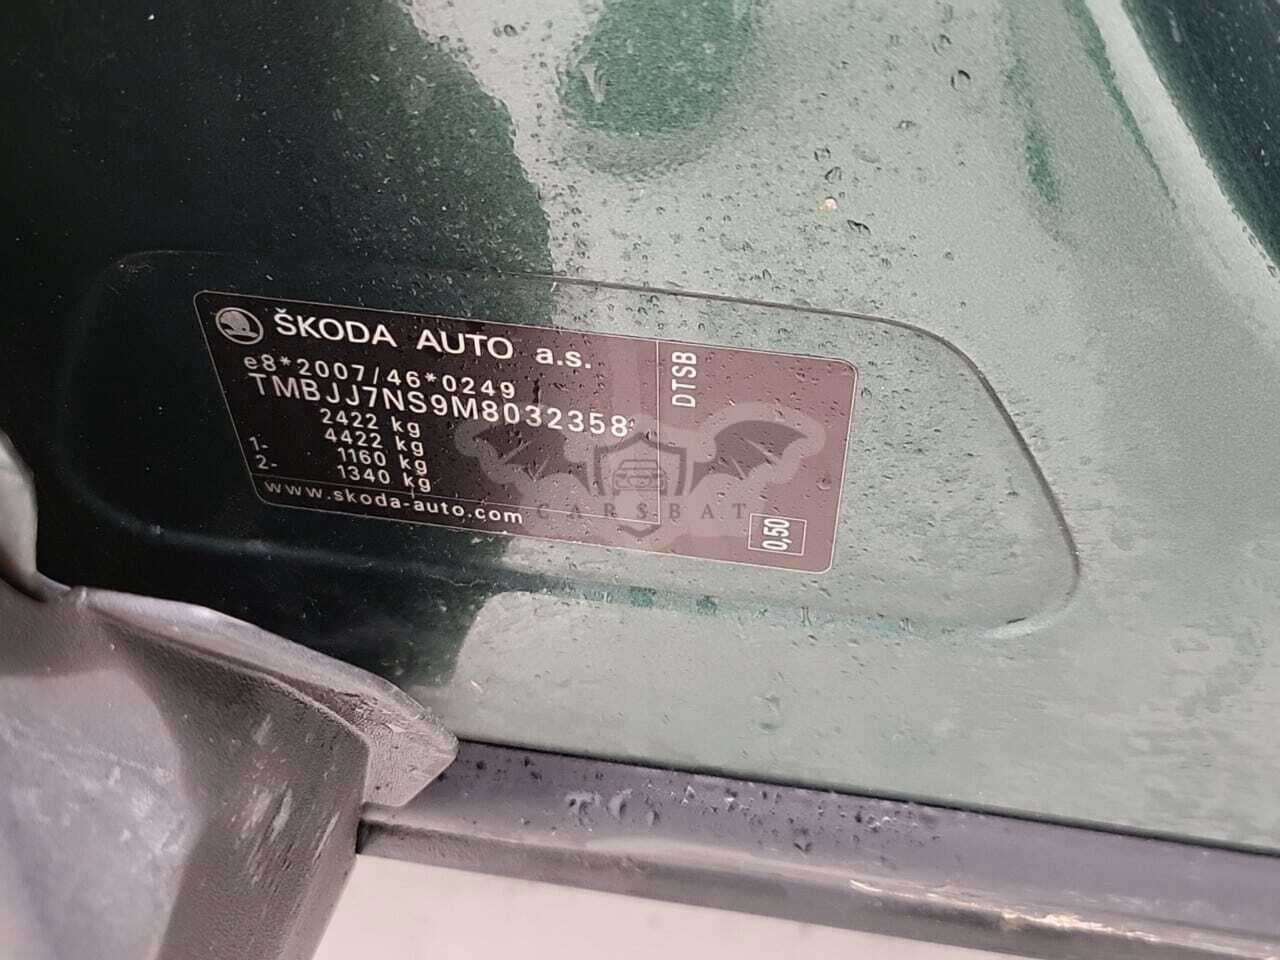 ŠKODA AUTO a.s.
e8*2007/46*0249
TMBJJ7NS9M8032358
2422 kg
4422 kg
1- 1160 kg
2- 1340 kg
www.skoda-auto.com
DTSB
0,50
CARSBAT